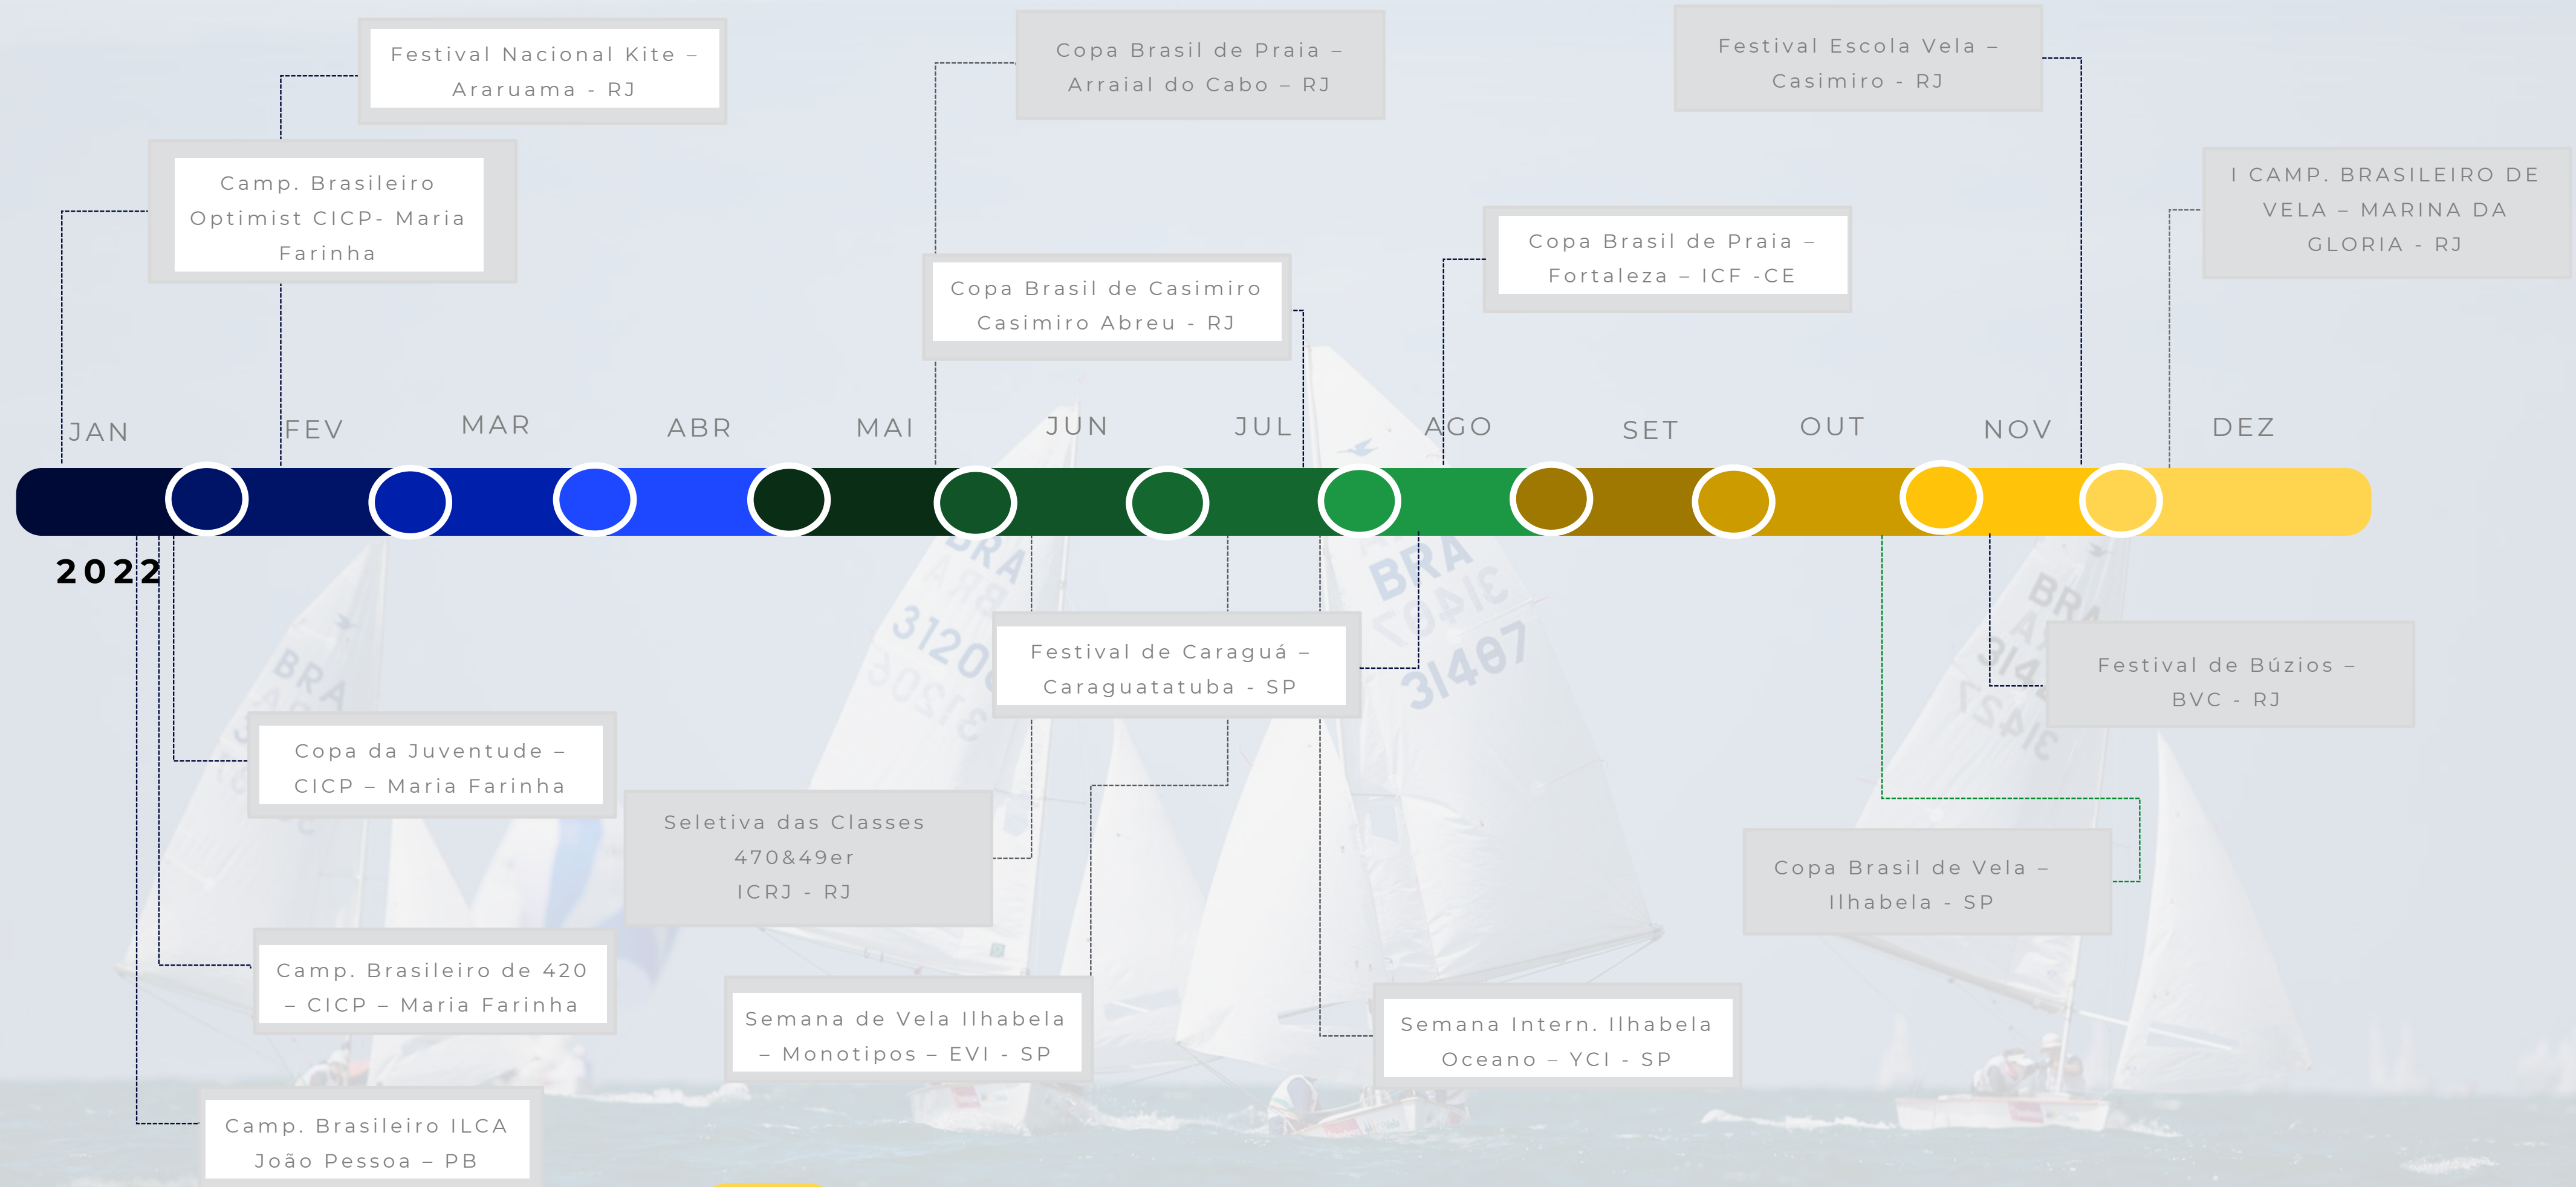 Festival Nacional Kite –
Araruama - RJ
Copa Brasil de Praia –
Arraial do Cabo – RJ
Festival Escola Vela –
Casimiro - RJ
Camp. Brasileiro
Optimist CICP- Maria
Farinha
I CAMP. BRASILEIRO DE
VELA – MARINA DA
GLORIA - RJ
Copa Brasil de Praia –
Fortaleza – ICF -CE
Copa Brasil de Casimiro
Casimiro Abreu - RJ
JAN FEV MAR ABR MAI JUN JUL AGO SET OUT NOV DEZ
2022
BRA
31206
BRA
31407
BRA
BRA
Festival de Caraguá –
Caraguatatuba - SP
Festival de Búzios –
BVC - RJ
Copa da Juventude –
CICP – Maria Farinha
Seletiva das Classes
470&49er
ICRJ - RJ
Copa Brasil de Vela –
Ilhabela - SP
Camp. Brasileiro de 420
– CICP – Maria Farinha
Semana de Vela Ilhabela
– Monotipos – EVI - SP
Semana Intern. Ilhabela
Oceano – YCI - SP
Camp. Brasileiro ILCA
João Pessoa – PB